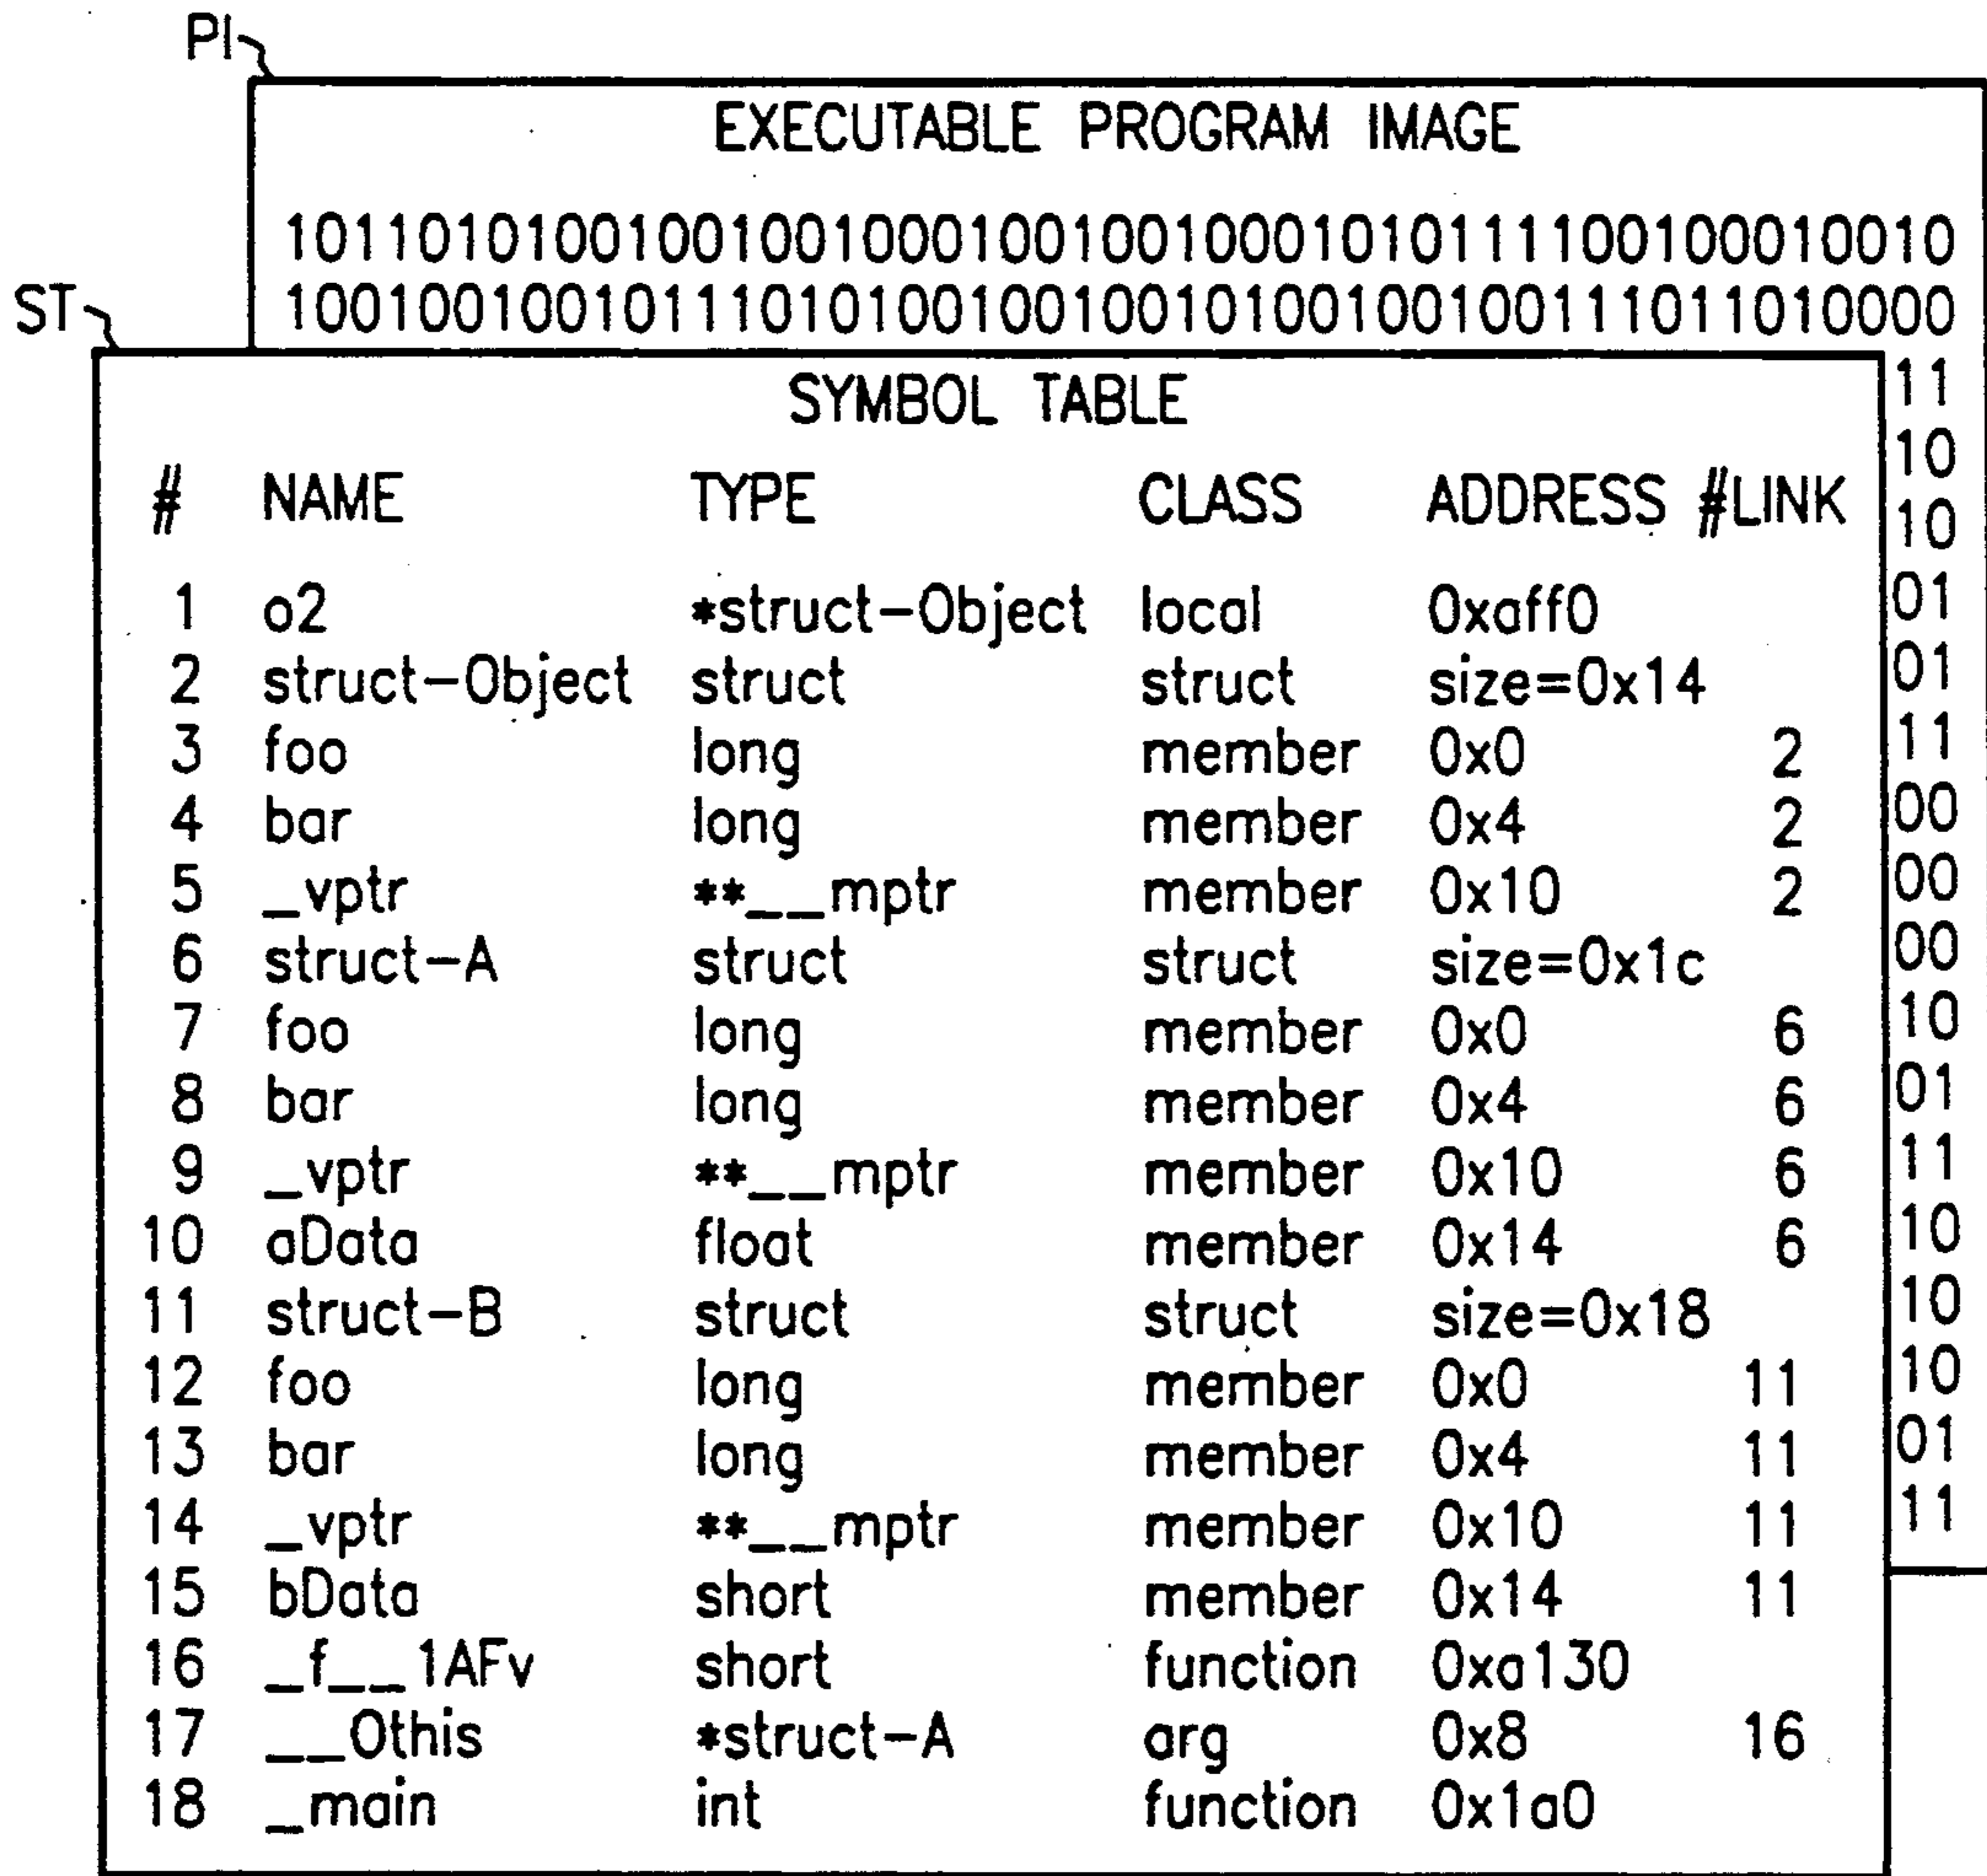 PI
EXECUTABLE PROGRAM IMAGE
1011010100100100100010010010001010111100100010010
1001001001011101010010010010100100100111011010000
ST
SYMBOL TABLE 11
10
# NAME TYPE CLASS ADDRESS #LINK 10
1 o2 *struct-Object local 0xaff0 01
2 struct-Object struct struct size=0x14 01
3 foo long member 0x0 2 11
4 bar long member 0x4 2 00
5 _vptr **__mptr member 0x10 2 00
6 struct-A struct struct size=0x1c 00
7 foo long member 0x0 6 10
8 bar long member 0x4 6 01
9 _vptr **__mptr member 0x10 6 11
10 aData float member 0x14 6 10
11 struct-B struct struct size=0x18 10
12 foo long member 0x0 11 10
13 bar long member 0x4 11 01
14 _vptr **__mptr member 0x10 11 11
15 bData short member 0x14 11
16 _f__1AFv short function 0xa130
17 __0this *struct-A arg 0x8 16
18 _main int function 0x1a0